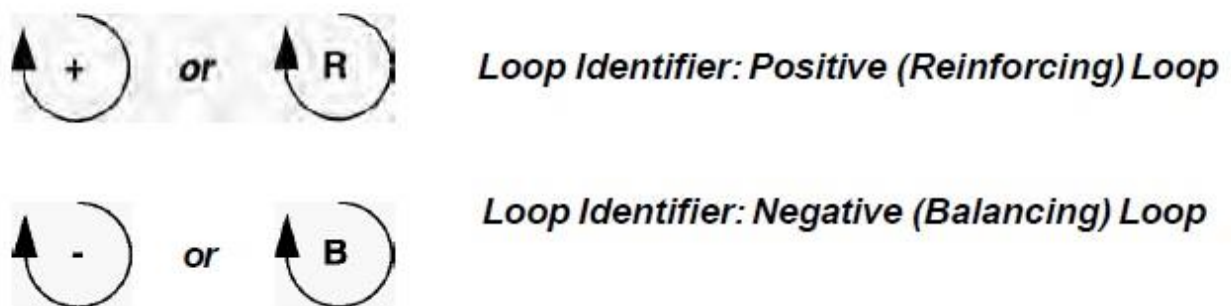 + or R Loop Identifier: Positive (Reinforcing) Loop
- or B Loop Identifier: Negative (Balancing) Loop